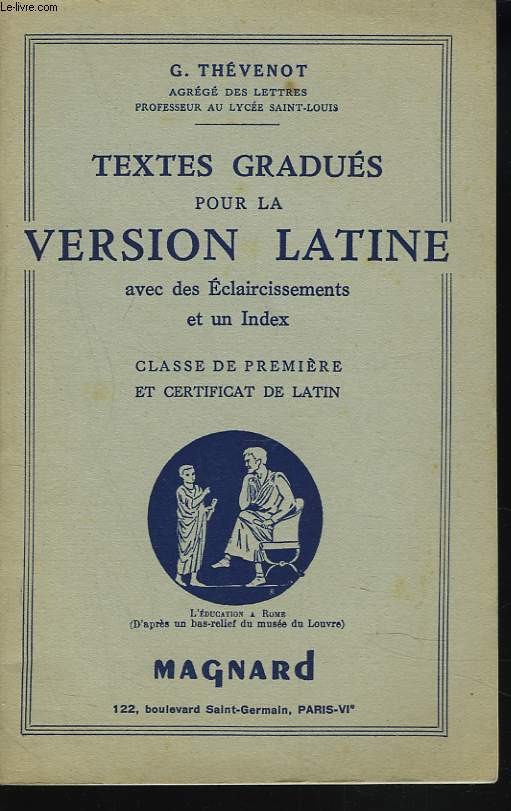 Le-livre.com
G. THÉVENOT
AGRÉGÉ DES LETTRES
PROFESSEUR AU LYCÉE SAINT-LOUIS
TEXTES GRADUÉS
POUR LA
VERSION LATINE
avec des Éclaircissements
et un Index
CLASSE DE PREMIÈRE
ET CERTIFICAT DE LATIN
L'ÉDUCATION A ROME
(D'après un bas-relief du musée du Louvre)
MAGNARD
122, boulevard Saint-Germain, PARIS-VIe